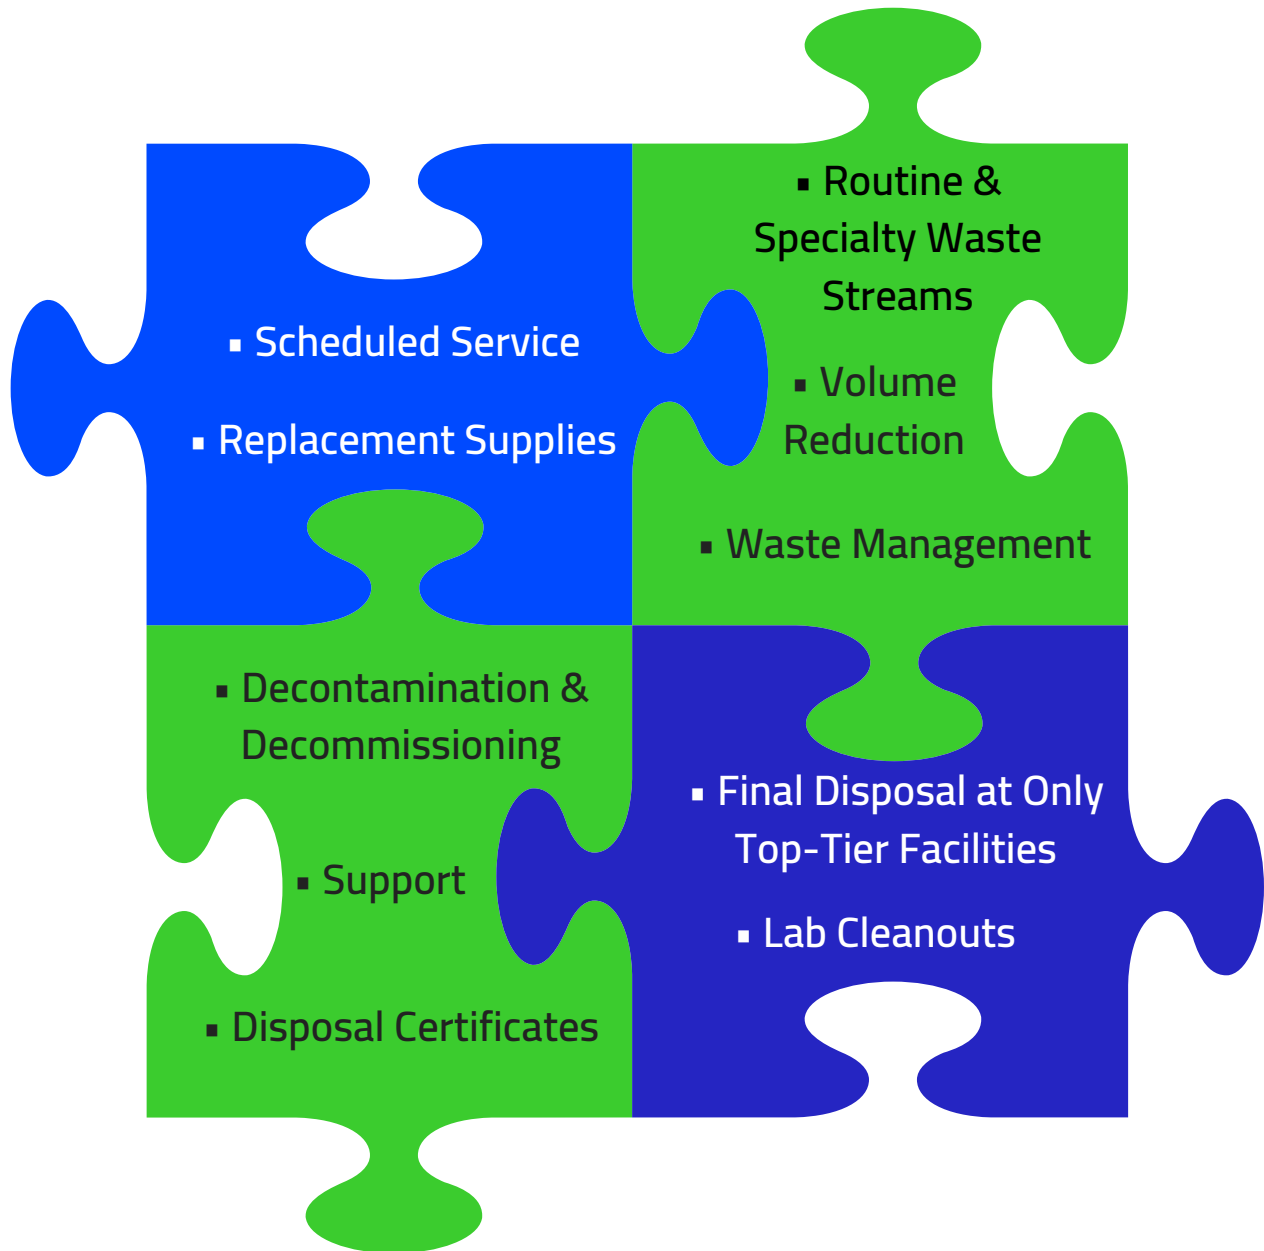 ▪ Scheduled Service
▪ Replacement Supplies
▪ Routine &
Specialty Waste
Streams
▪ Volume
Reduction
▪ Waste Management
▪ Decontamination &
Decommissioning
▪ Support
▪ Disposal Certificates
▪ Final Disposal at Only
Top-Tier Facilities
▪ Lab Cleanouts